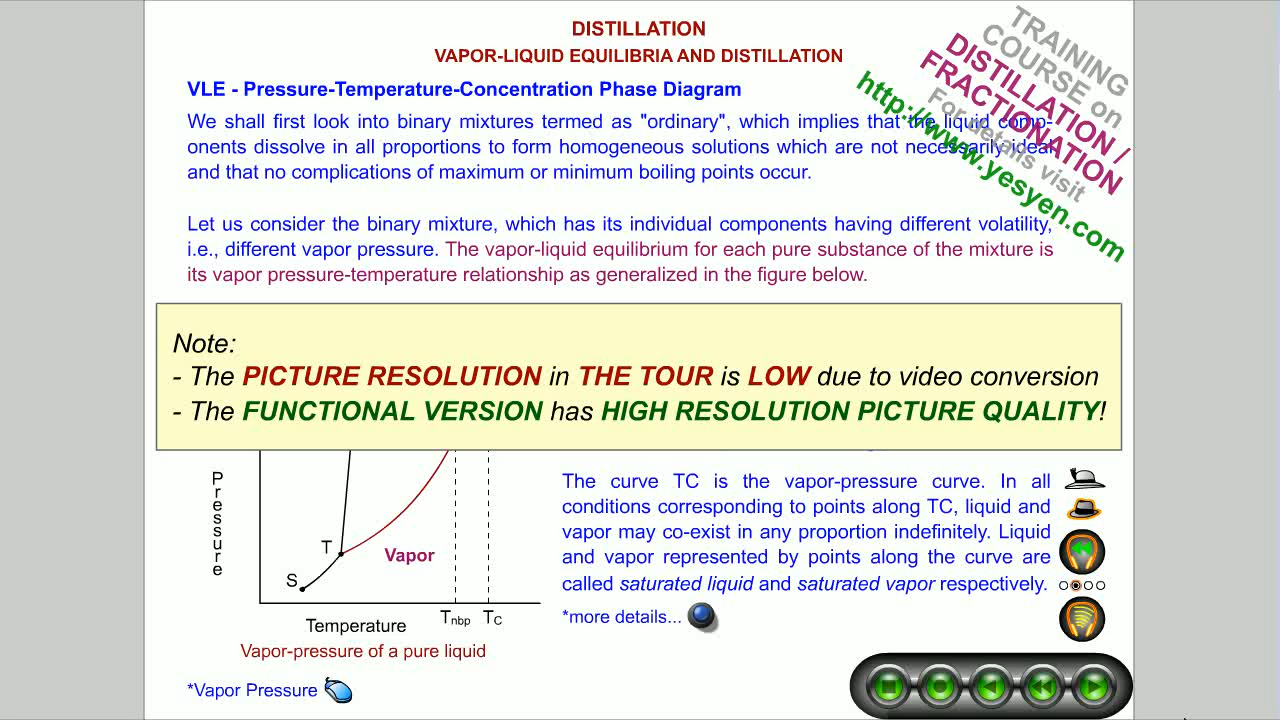 DISTILLATION
VAPOR-LIQUID EQUILIBRIA AND DISTILLATION
TRAINING
COURSE on
DISTILLATION /
FRACTIONATION
For details visit
http://www.yesyen.com
VLE - Pressure-Temperature-Concentration Phase Diagram
We shall first look into binary mixtures termed as "ordinary", which implies that the liquid comp-
onents dissolve in all proportions to form homogeneous solutions which are not necessarily ideal
and that no complications of maximum or minimum boiling points occur.
Let us consider the binary mixture, which has its individual components having different volatility,
i.e., different vapor pressure. The vapor-liquid equilibrium for each pure substance of the mixture is
its vapor pressure-temperature relationship as generalized in the figure below.
Note:
- The PICTURE RESOLUTION in THE TOUR is LOW due to video conversion
- The FUNCTIONAL VERSION has HIGH RESOLUTION PICTURE QUALITY!
Pressure
T
Vapor
S
Tnbp TC
Temperature
Vapor-pressure of a pure liquid
*Vapor Pressure
The curve TC is the vapor-pressure curve. In all
conditions corresponding to points along TC, liquid and
vapor may co-exist in any proportion indefinitely. Liquid
and vapor represented by points along the curve are
called saturated liquid and saturated vapor respectively.
*more details...